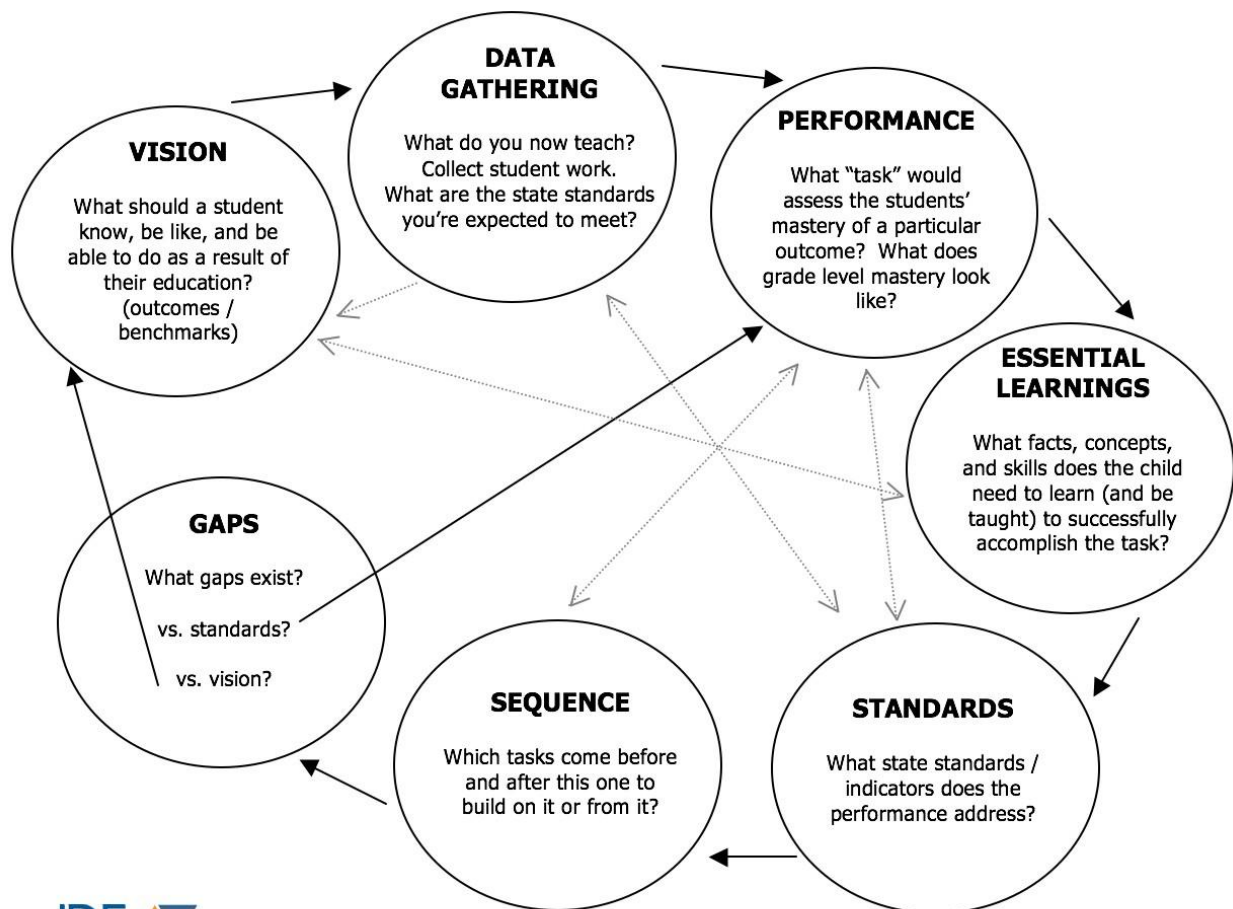 DATA
GATHERING
What do you now teach?
Collect student work.
What are the state standards
you’re expected to meet?
VISION
What should a student
know, be like, and be
able to do as a result of
their education?
(outcomes /
benchmarks)
PERFORMANCE
What “task” would
assess the students’
mastery of a particular
outcome?  What does
grade level mastery look
like?
ESSENTIAL
LEARNINGS
What facts, concepts,
and skills does the child
need to learn (and be
taught) to successfully
accomplish the task?
GAPS
What gaps exist?
vs. standards?
vs. vision?
SEQUENCE
Which tasks come before
and after this one to
build on it or from it?
STANDARDS
What state standards /
indicators does the
performance address?